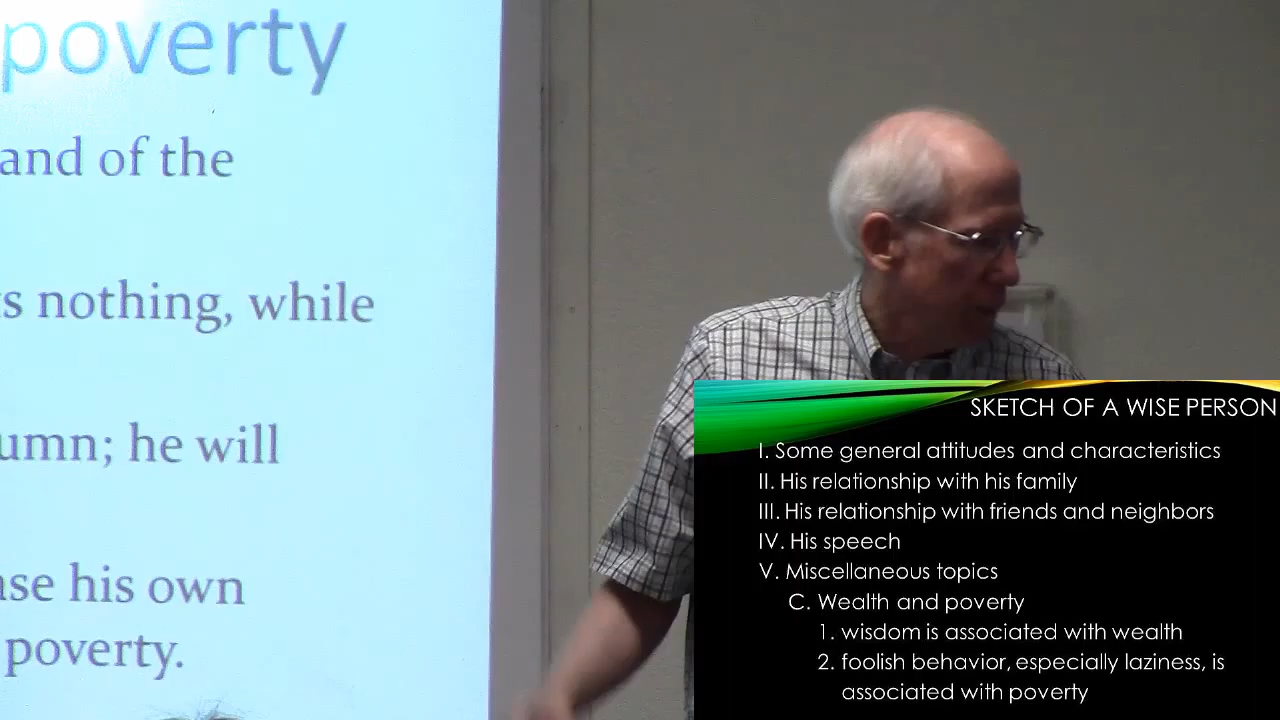 poverty
and of the
nothing, while
he will
his own
poverty.
SKETCH OF A WISE PERSON
I. Some general attitudes and characteristics
II. His relationship with his family
III. His relationship with friends and neighbors
IV. His speech
V. Miscellaneous topics
C. Wealth and poverty
1. wisdom is associated with wealth
2. foolish behavior, especially laziness, is
associated with poverty